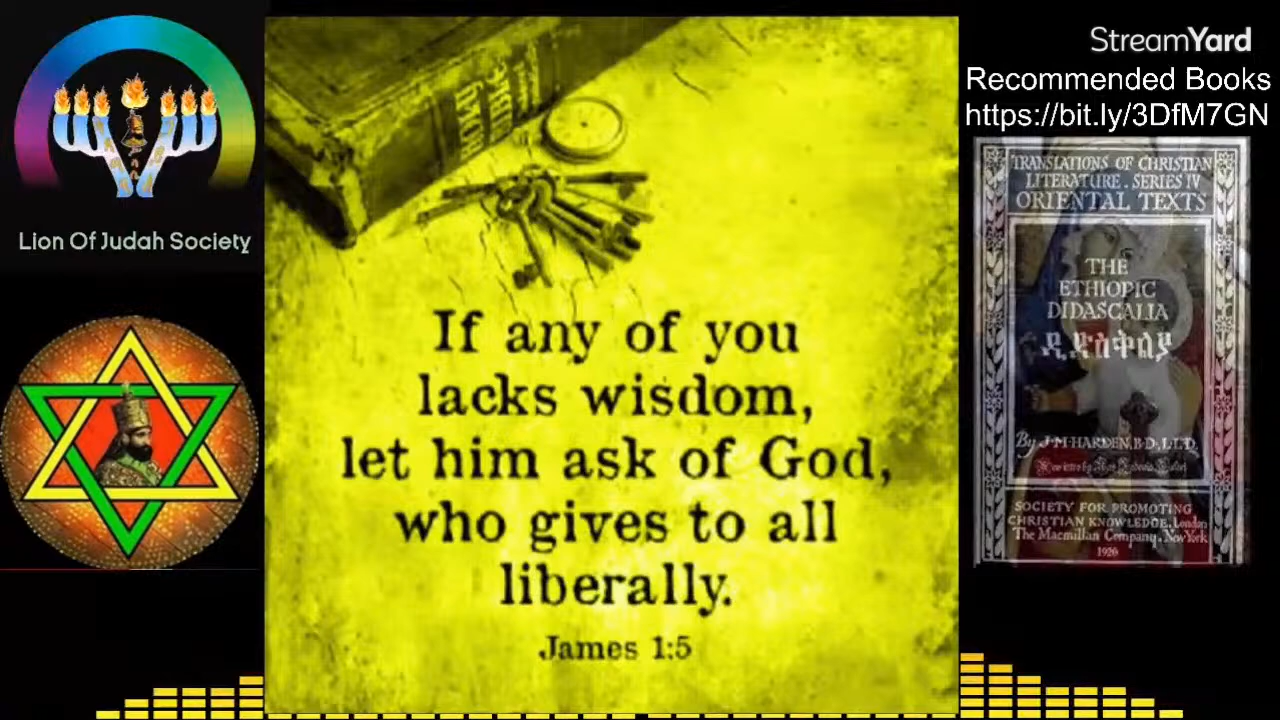 Lion Of Judah Society
HOLY BIBLE
If any of you
lacks wisdom,
let him ask of God,
who gives to all
liberally.
James 1:5
StreamYard
Recommended Books
https://bit.ly/3DfM7GN
TRANSLATIONS OF CHRISTIAN
LITERATURE . SERIES IV
ORIENTAL TEXTS
THE
ETHIOPIC
DIDASCALIA
ዲድስቅልያ
By J·M·HARDEN, B·D., L.L.D.
SOCIETY FOR PROMOTING
CHRISTIAN KNOWLEDGE. London
The Macmillan Company. New York
1920